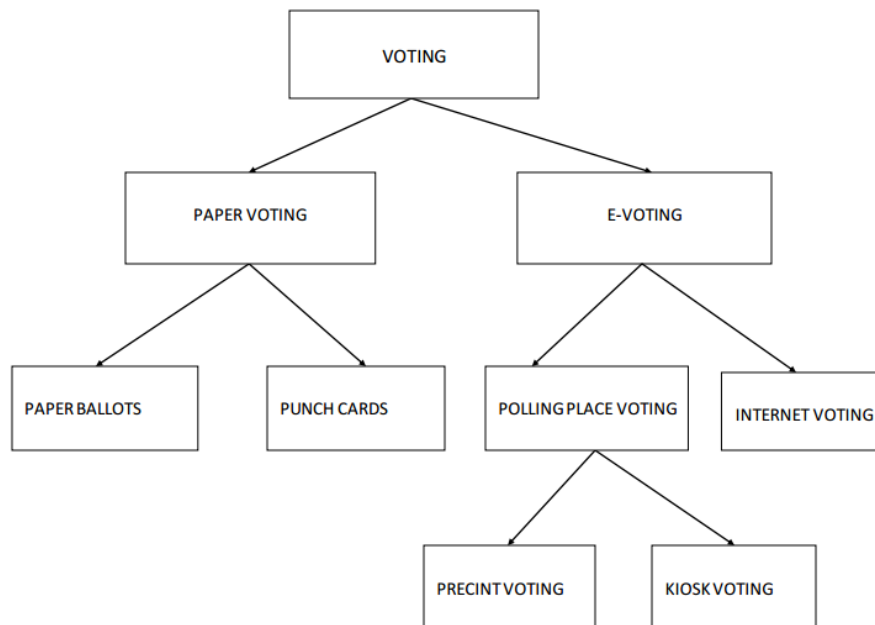 VOTING
PAPER VOTING
E-VOTING
PAPER BALLOTS
PUNCH CARDS
POLLING PLACE VOTING
INTERNET VOTING
PRECINT VOTING
KIOSK VOTING